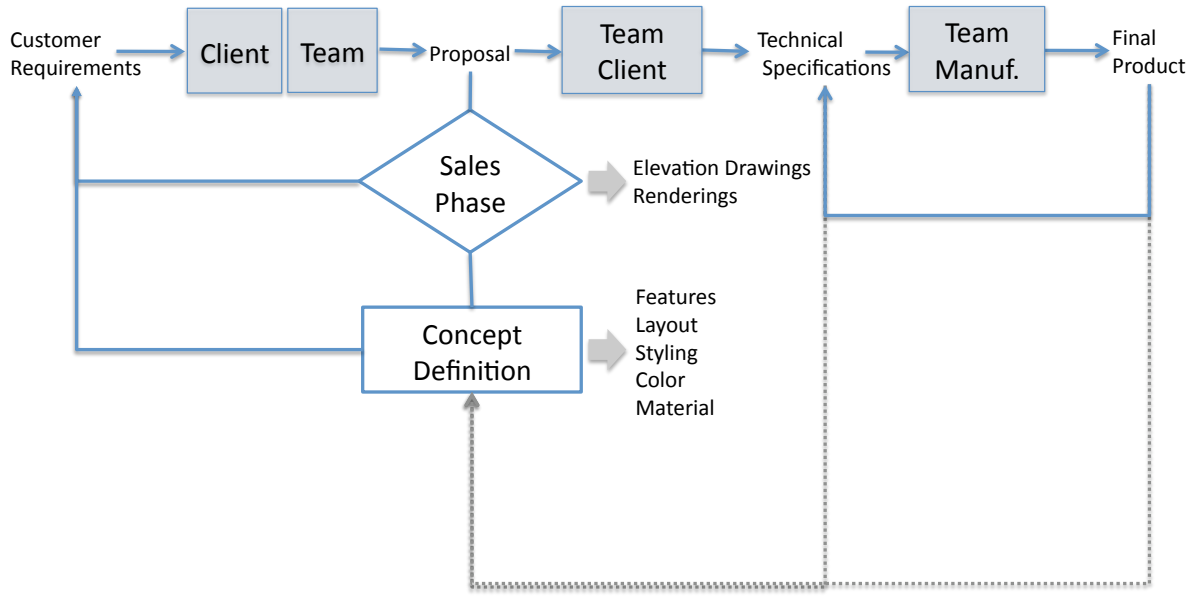 Customer
Requirements
Client
Team
Proposal
Team
Client
Technical
Specifications
Team
Manuf.
Final
Product
Sales
Phase
Elevation Drawings
Renderings
Concept
Definition
Features
Layout
Styling
Color
Material